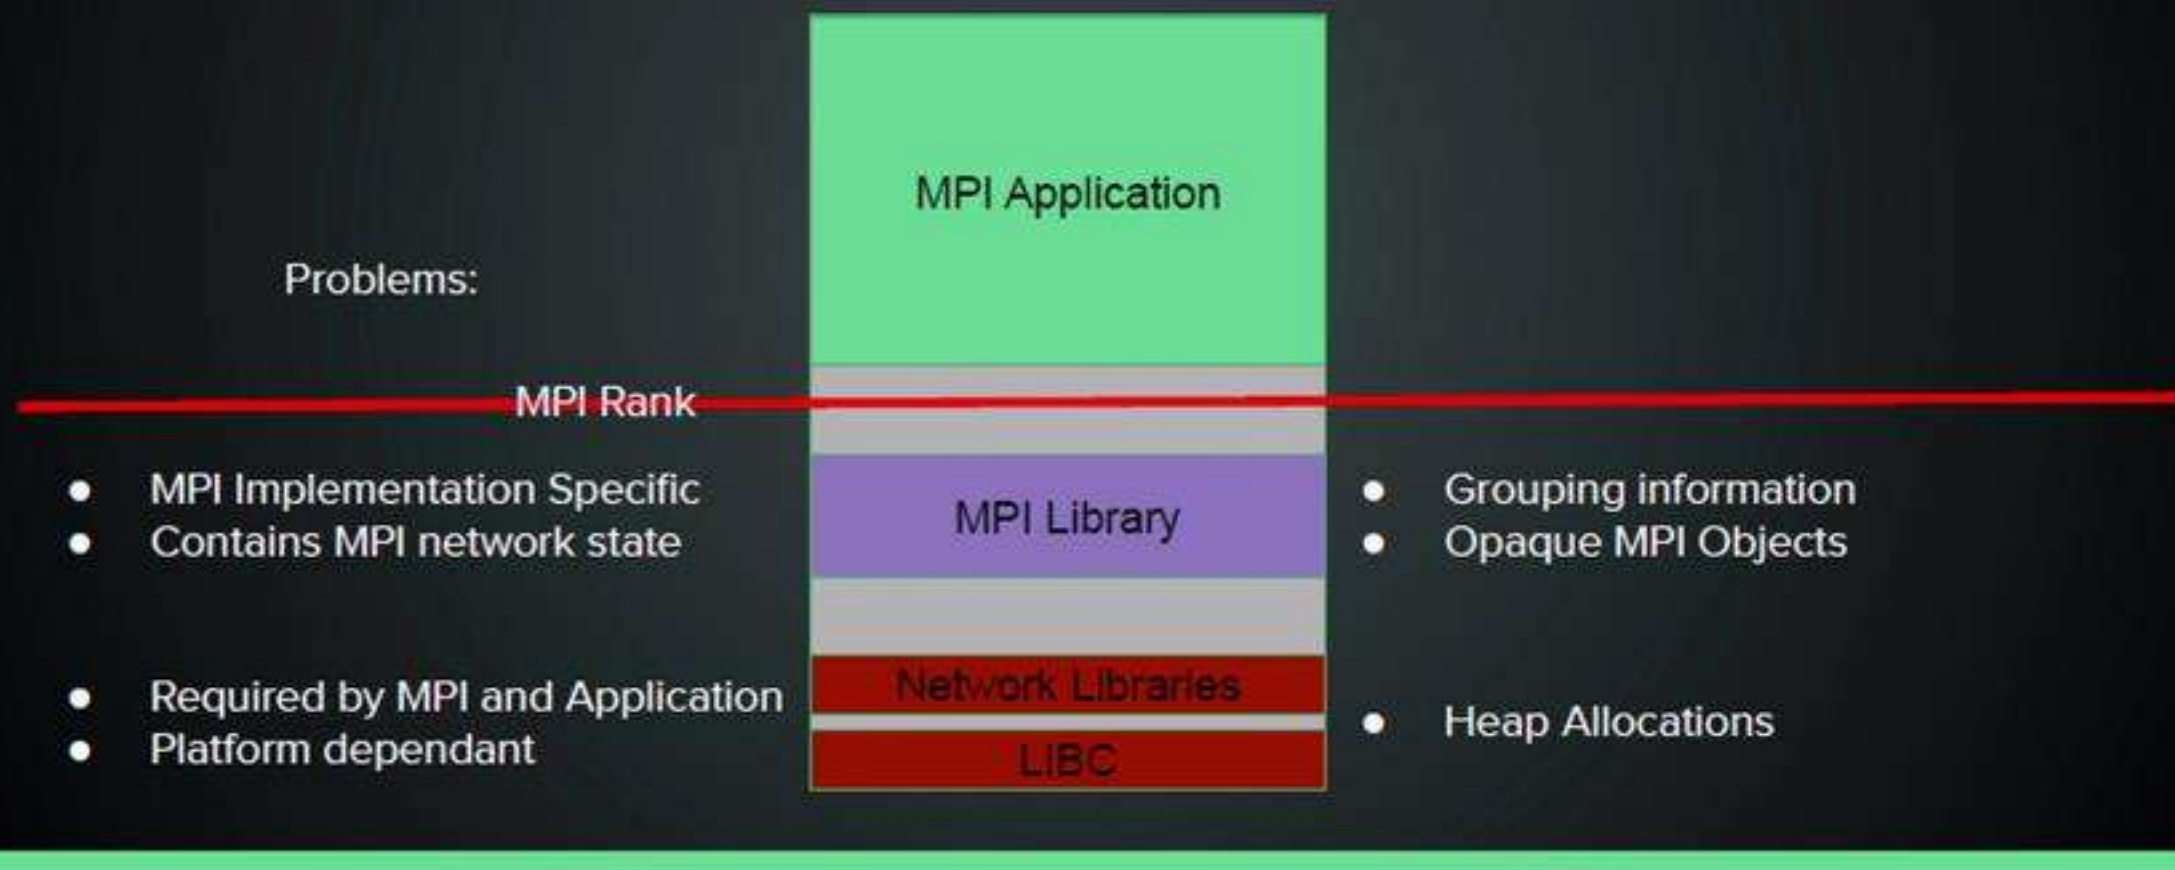 MPI Application
Problems:
MPI Rank
● MPI Implementation Specific
● Contains MPI network state
MPI Library
● Grouping information
● Opaque MPI Objects
● Required by MPI and Application
● Platform dependant
Network Libraries
LIBC
● Heap Allocations